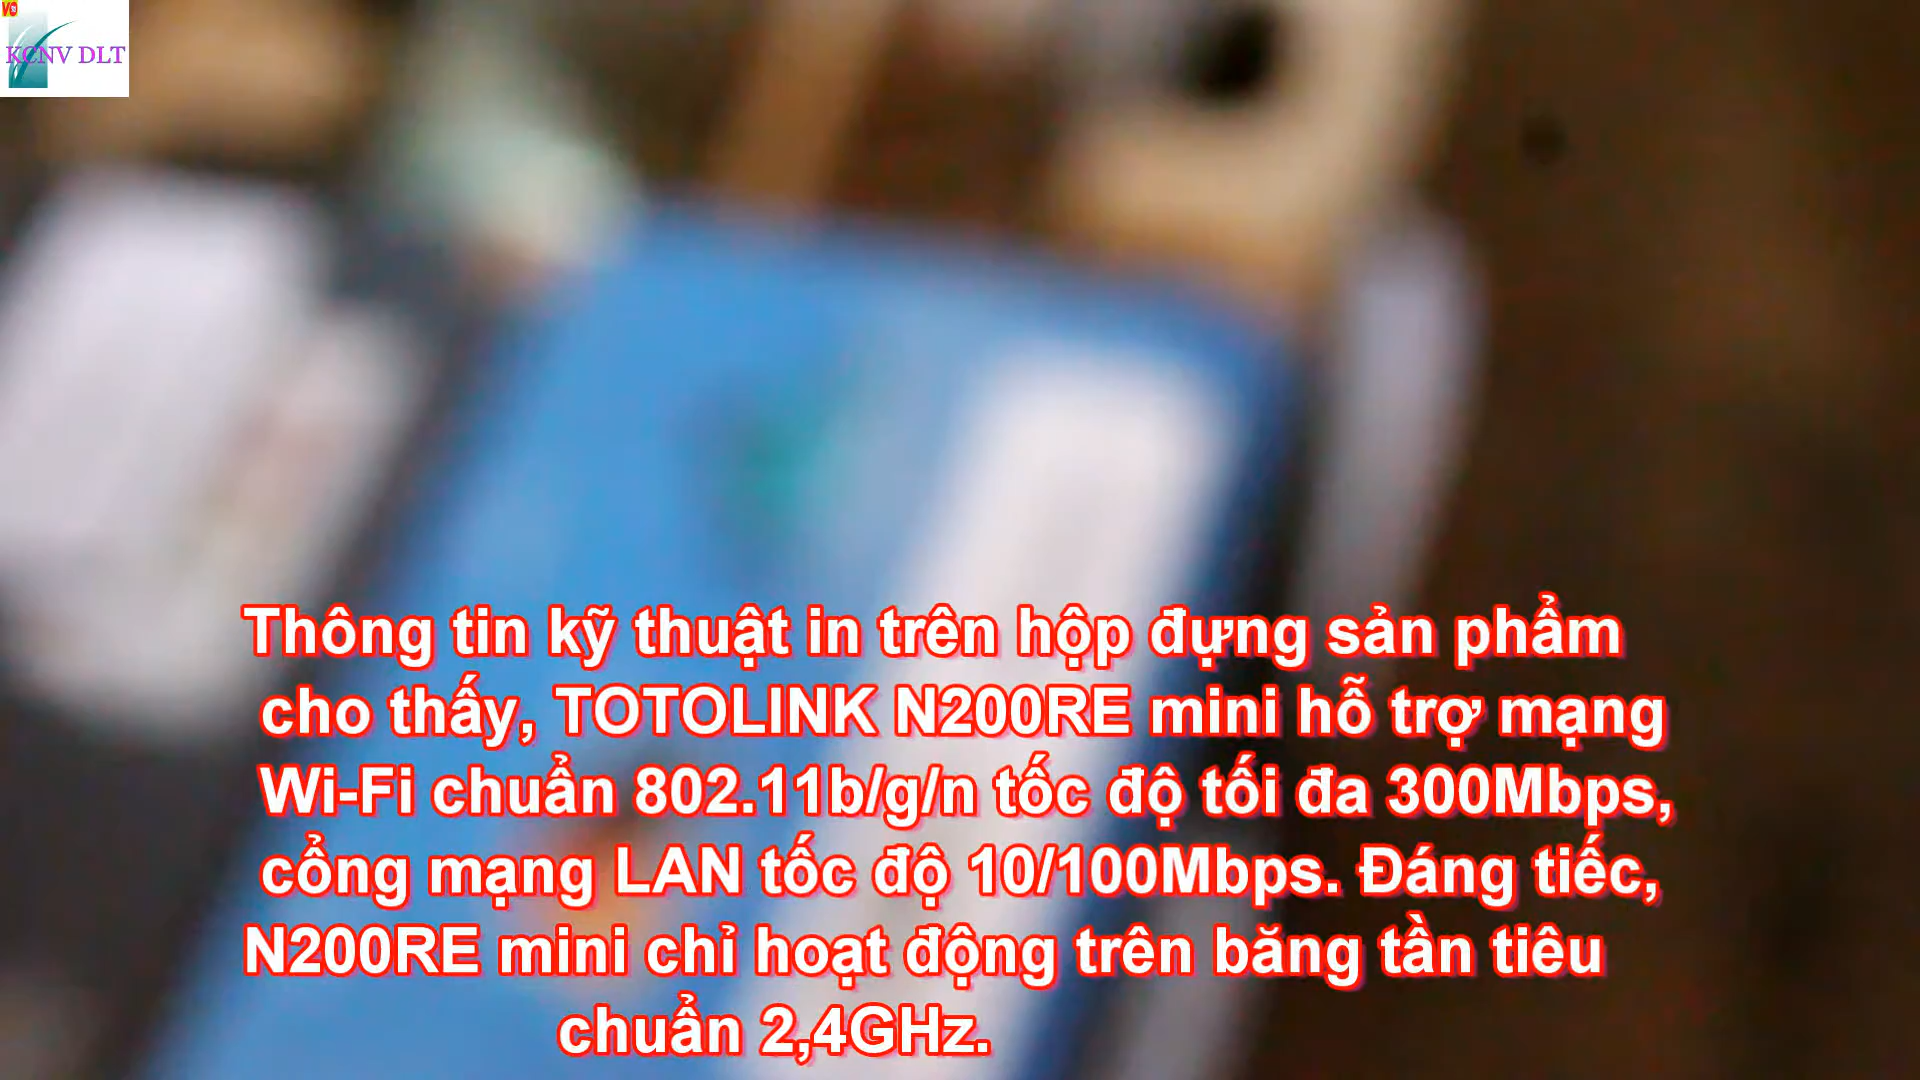 VO
KCNV DLT
Thông tin kỹ thuật in trên hộp đựng sản phẩm
cho thấy, TOTOLINK N200RE mini hỗ trợ mạng
Wi-Fi chuẩn 802.11b/g/n tốc độ tối đa 300Mbps,
cổng mạng LAN tốc độ 10/100Mbps. Đáng tiếc,
N200RE mini chỉ hoạt động trên băng tần tiêu
chuẩn 2,4GHz.